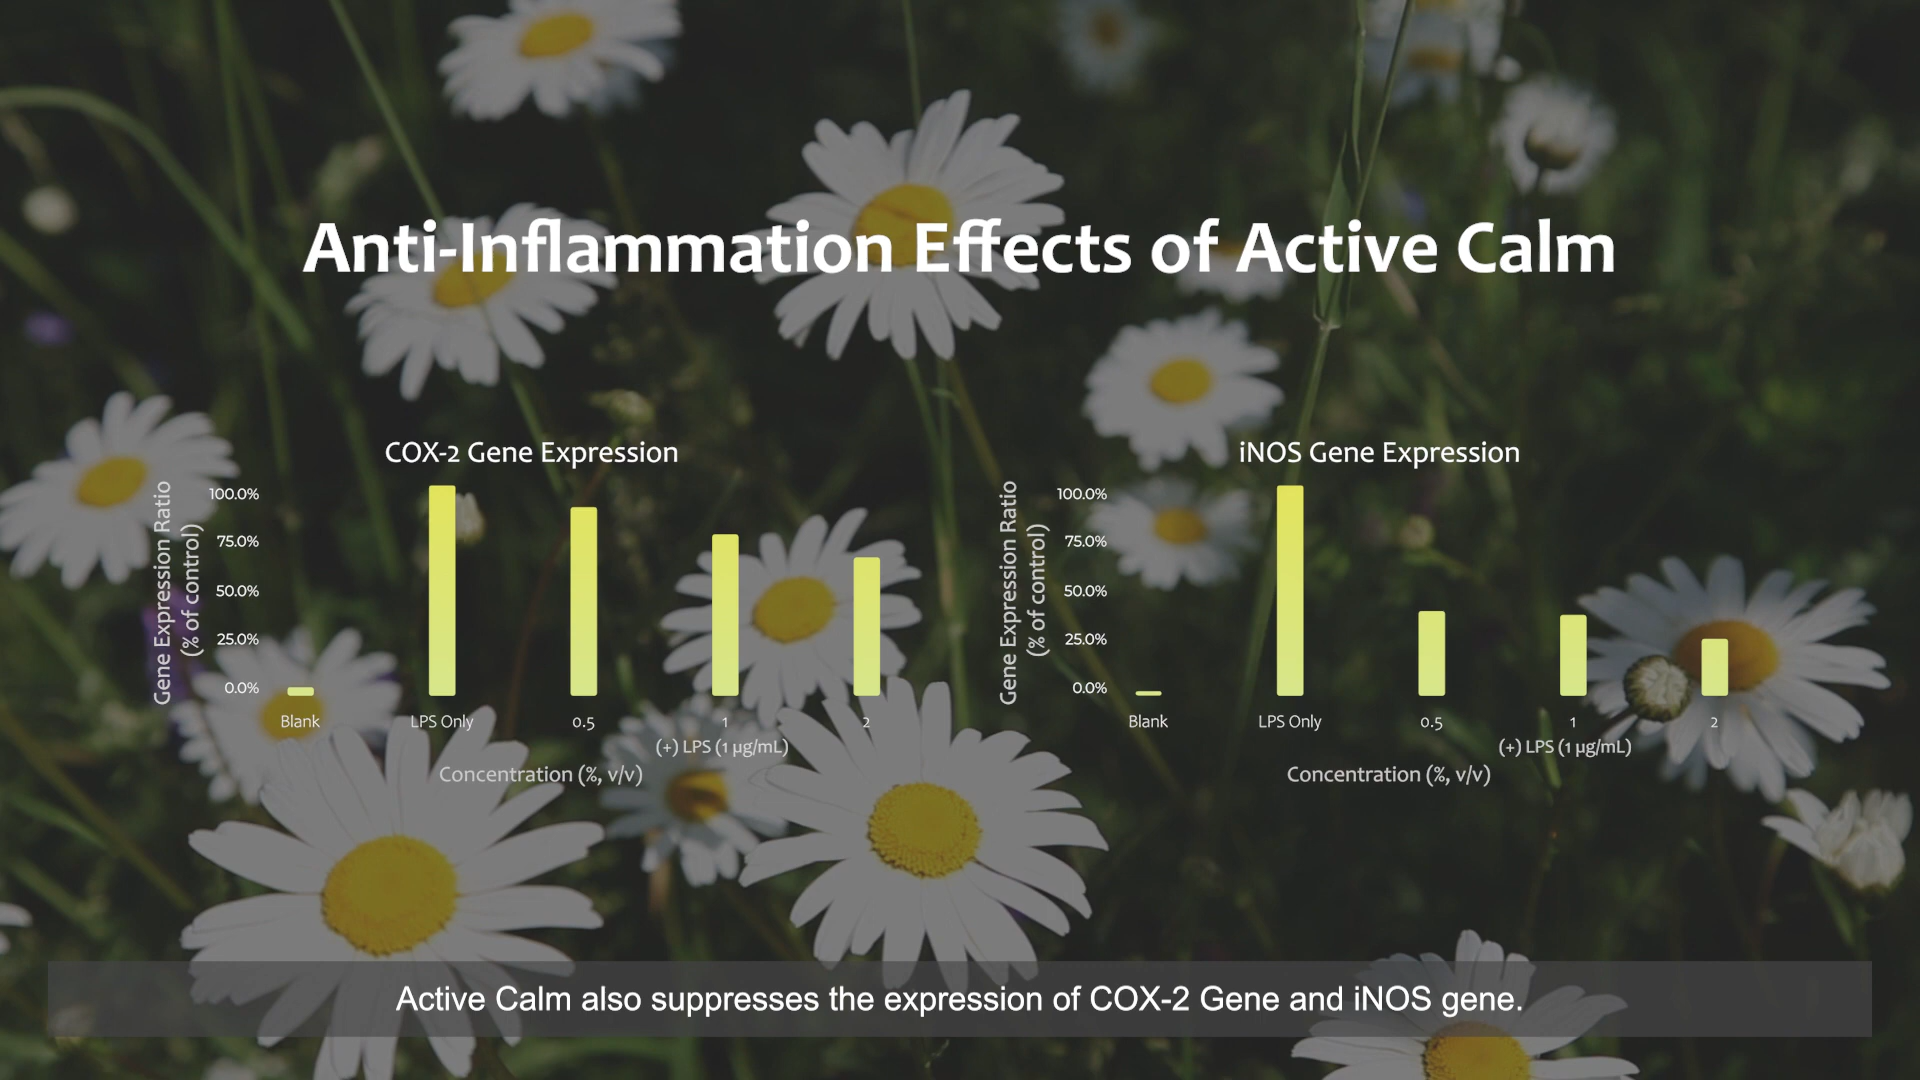 Anti-Inflammation Effects of Active Calm
COX-2 Gene Expression
Gene Expression Ratio
(% of control)
100.0%
75.0%
50.0%
25.0%
0.0%
Blank
LPS Only
0.5
1
2
(+) LPS (1 µg/mL)
Concentration (%, v/v)
iNOS Gene Expression
Gene Expression Ratio
(% of control)
100.0%
75.0%
50.0%
25.0%
0.0%
Blank
LPS Only
0.5
1
2
(+) LPS (1 µg/mL)
Concentration (%, v/v)
Active Calm also suppresses the expression of COX-2 Gene and iNOS gene.